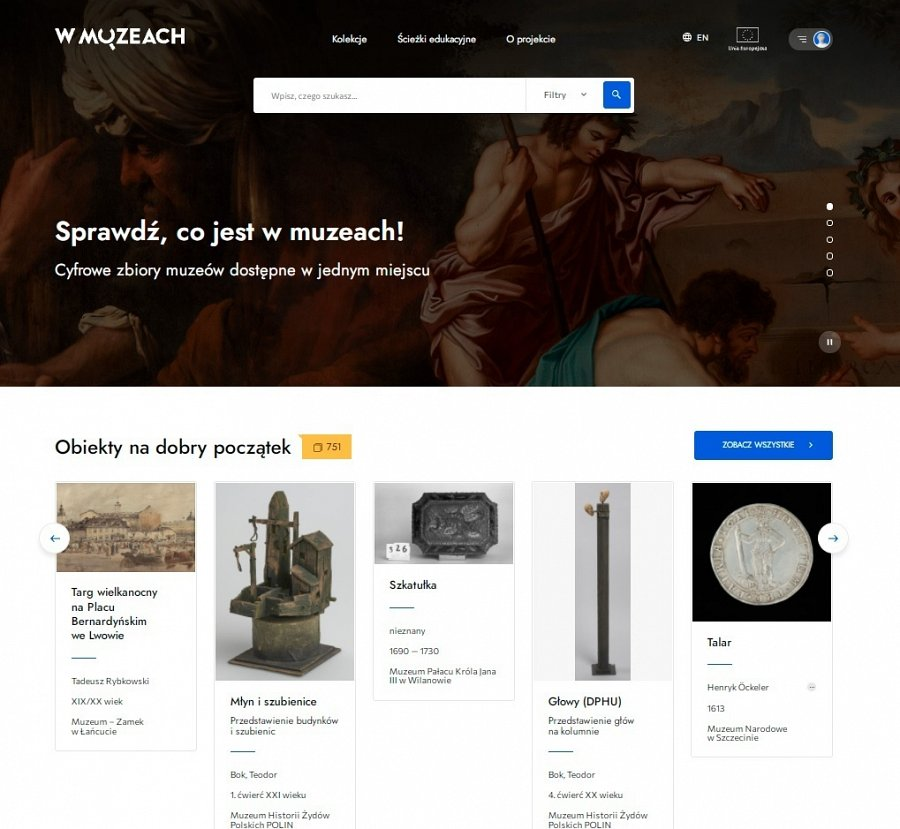 W MUZEACH
Kolekcje
Ścieżki edukacyjne
O projekcie
EN
Unia Europejska
Wpisz, czego szukasz...
Filtry
Sprawdź, co jest w muzeach!
Cyfrowe zbiory muzeów dostępne w jednym miejscu
Obiekty na dobry początek
751
ZOBACZ WSZYSTKIE
Targ wielkanocny
na Placu
Bernardyńskim
we Lwowie
Tadeusz Rybkowski
XIX/XX wiek
Muzeum – Zamek
w Łańcucie
Młyn i szubienice
Przedstawienie budynków
i szubienic
Bok, Teodor
1. ćwierć XXI wieku
Muzeum Historii Żydów
Polskich POLIN
326
Szkatułka
nieznany
1690 — 1730
Muzeum Pałacu Króla Jana
III w Wilanowie
Głowy (DPHU)
Przedstawienie głów
na kolumnie
Bok, Teodor
4. ćwierć XX wieku
Muzeum Historii Żydów
Polskich POLIN
Talar
Henryk Öckeler
1613
Muzeum Narodowe
w Szczecinie